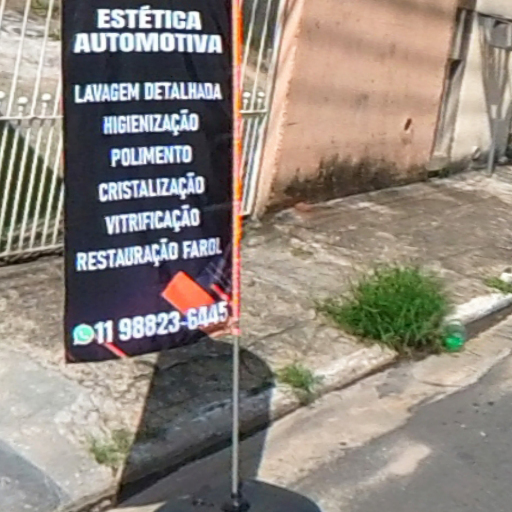 ESTÉTICA
AUTOMOTIVA
LAVAGEM DETALHADA
HIGIENIZAÇÃO
POLIMENTO
CRISTALIZAÇÃO
VITRIFICAÇÃO
RESTAURAÇÃO FAROL
11 98823-6445